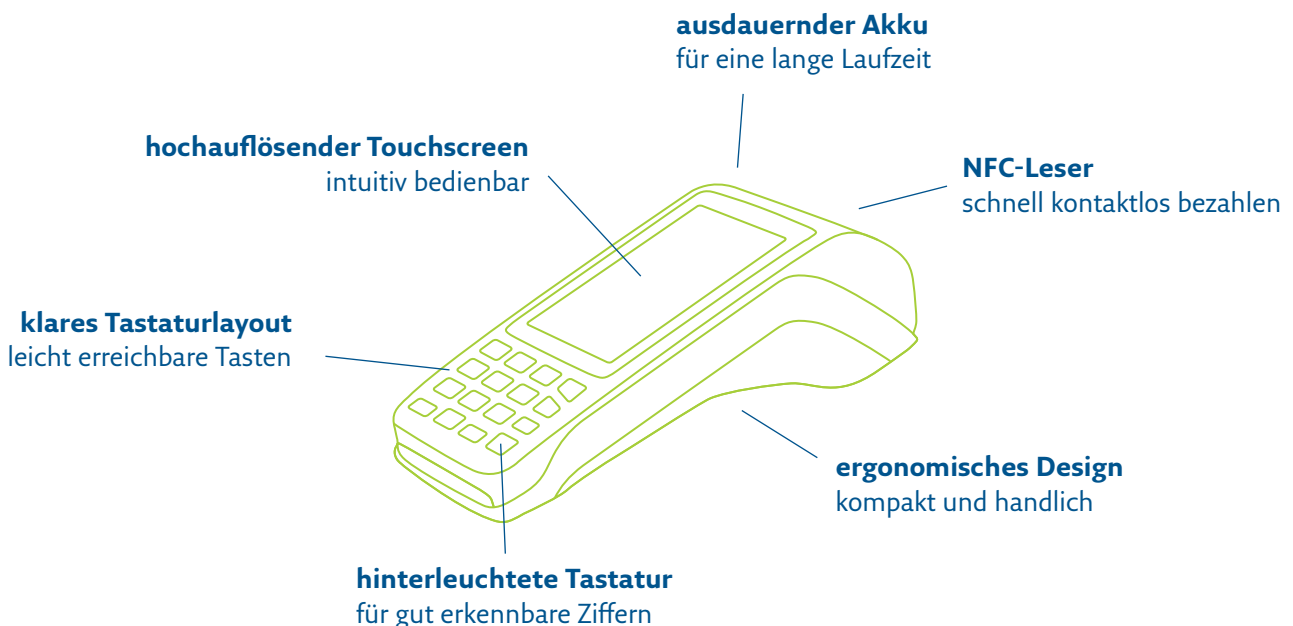 ausdauernder Akku
für eine lange Laufzeit
hochauflösender Touchscreen
intuitiv bedienbar
NFC-Leser
schnell kontaktlos bezahlen
klares Tastaturlayout
leicht erreichbare Tasten
ergonomisches Design
kompakt und handlich
hinterleuchtete Tastatur
für gut erkennbare Ziffern